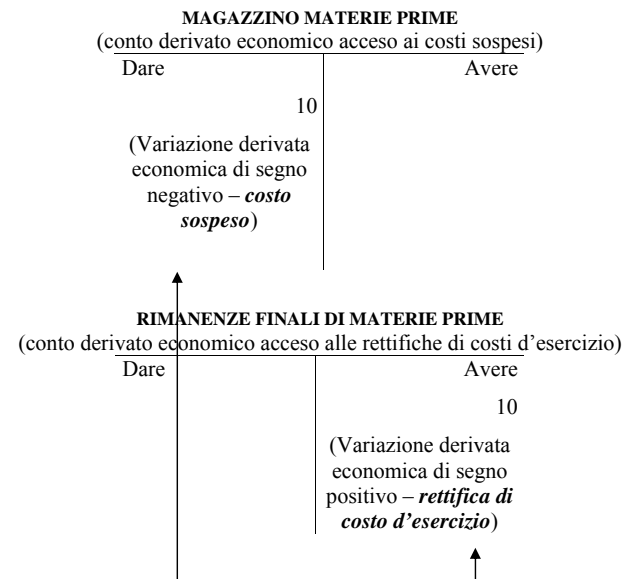 MAGAZZINO MATERIE PRIME
(conto derivato economico acceso ai costi sospesi)
Dare Avere
10
(Variazione derivata
economica di segno
negativo – costo
sospeso)
RIMANENZE FINALI DI MATERIE PRIME
(conto derivato economico acceso alle rettifiche di costi d’esercizio)
Dare Avere
10
(Variazione derivata
economica di segno
positivo – rettifica di
costo d’esercizio)